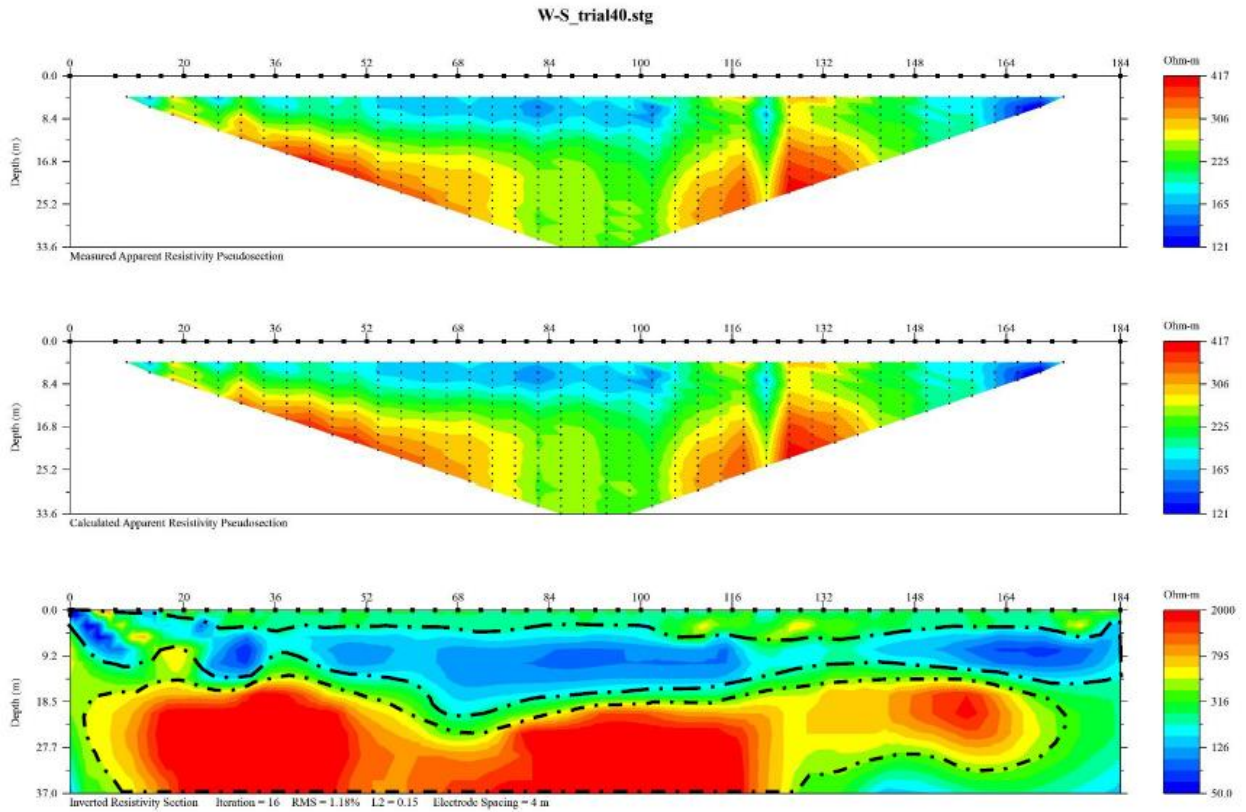 W-S_trial40.stg
0 20 36 52 68 84 100 116 132 148 164 184
Ohm-m
0.0
8.4
16.8
25.2
33.6
Depth (m)
417
306
225
165
121
Measured Apparent Resistivity Pseudosection
0 20 36 52 68 84 100 116 132 148 164 184
Ohm-m
0.0
8.4
16.8
25.2
33.6
Depth (m)
417
306
225
165
121
Calculated Apparent Resistivity Pseudosection
0 20 36 52 68 84 100 116 132 148 164 184
Ohm-m
0.0
9.2
18.5
27.7
37.0
Depth (m)
2000
795
316
126
50.0
Inverted Resistivity Section Iteration = 16 RMS = 1.18% L2 = 0.15 Electrode Spacing = 4 m